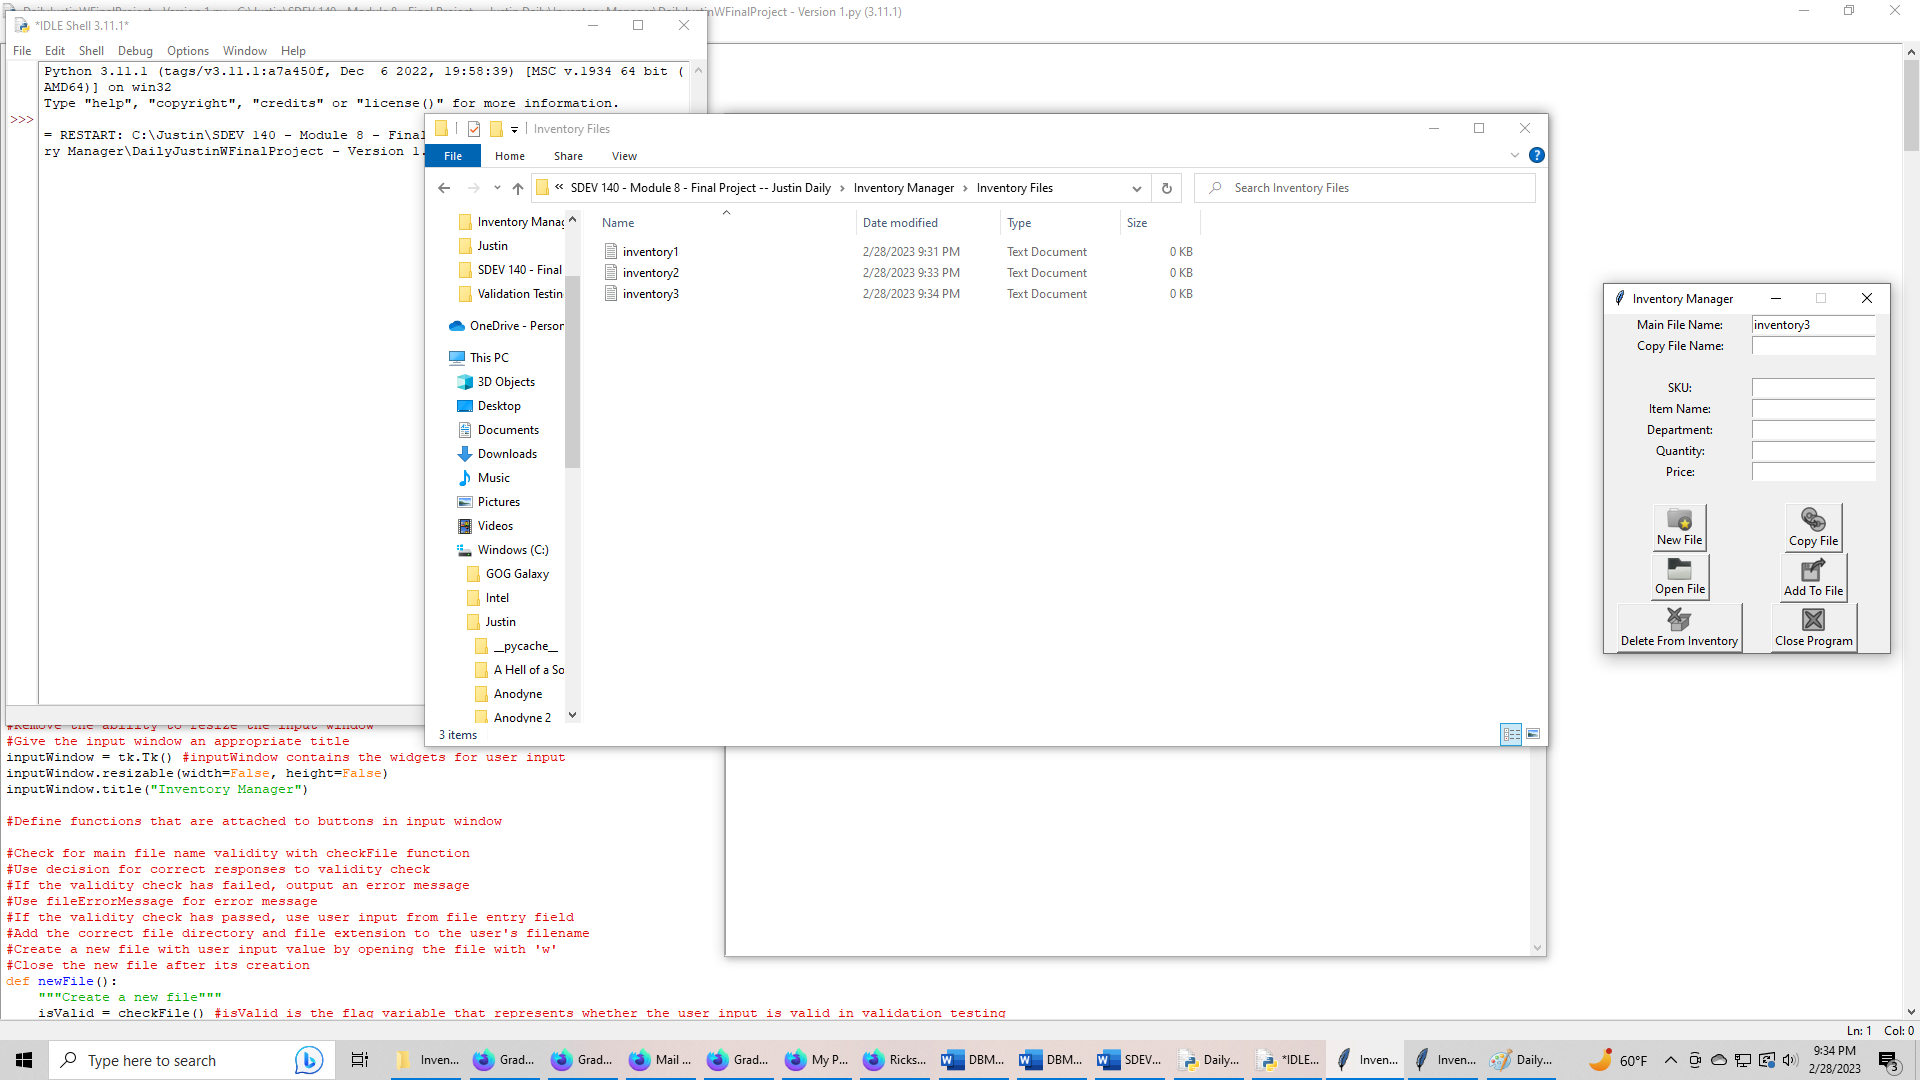 DailyJustinWFinalProject - Version 1.py - C:\Justin\SDEV 140 - Module 8 - Final Project -- Justin Daily\Inventory Manager\DailyJustinWFinalProject - Version 1.py (3.11.1)
*IDLE Shell 3.11.1*
File Edit Shell Debug Options Window Help
Python 3.11.1 (tags/v3.11.1:a7a450f, Dec  6 2022, 19:58:39) [MSC v.1934 64 bit (
AMD64)] on win32
Type "help", "copyright", "credits" or "license()" for more information.
>>>
= RESTART: C:\Justin\SDEV 140 - Module 8 - Final
ry Manager\DailyJustinWFinalProject - Version 1.
Inventory Files
File Home Share View
« SDEV 140 - Module 8 - Final Project -- Justin Daily › Inventory Manager › Inventory Files
Search Inventory Files
Inventory Manag
Justin
SDEV 140 - Final
Validation Testin
OneDrive - Person
This PC
3D Objects
Desktop
Documents
Downloads
Music
Pictures
Videos
Windows (C:)
GOG Galaxy
Intel
Justin
__pycache__
A Hell of a So
Anodyne
Anodyne 2
Name Date modified Type Size
inventory1 2/28/2023 9:31 PM Text Document 0 KB
inventory2 2/28/2023 9:33 PM Text Document 0 KB
inventory3 2/28/2023 9:34 PM Text Document 0 KB
3 items
Inventory Manager
Main File Name: inventory3
Copy File Name:
SKU:
Item Name:
Department:
Quantity:
Price:
New File Copy File
Open File Add To File
Delete From Inventory Close Program
#Remove the ability to resize the input window
#Give the input window an appropriate title
inputWindow = tk.Tk() #inputWindow contains the widgets for user input
inputWindow.resizable(width=False, height=False)
inputWindow.title("Inventory Manager")
#Define functions that are attached to buttons in input window
#Check for main file name validity with checkFile function
#Use decision for correct responses to validity check
#If the validity check has failed, output an error message
#Use fileErrorMessage for error message
#If the validity check has passed, use user input from file entry field
#Add the correct file directory and file extension to the user's filename
#Create a new file with user input value by opening the file with 'w'
#Close the new file after its creation
def newFile():
    """Create a new file"""
    isValid = checkFile() #isValid is the flag variable that represents whether the user input is valid in validation testing
Ln: 1 Col: 0
Type here to search
Inven... Grad... Grad... Mail ... Grad... My P... Ricks... DBM... DBM... SDEV... Daily... *IDLE... Inven... Inven... Daily...
60°F
9:34 PM
2/28/2023
3